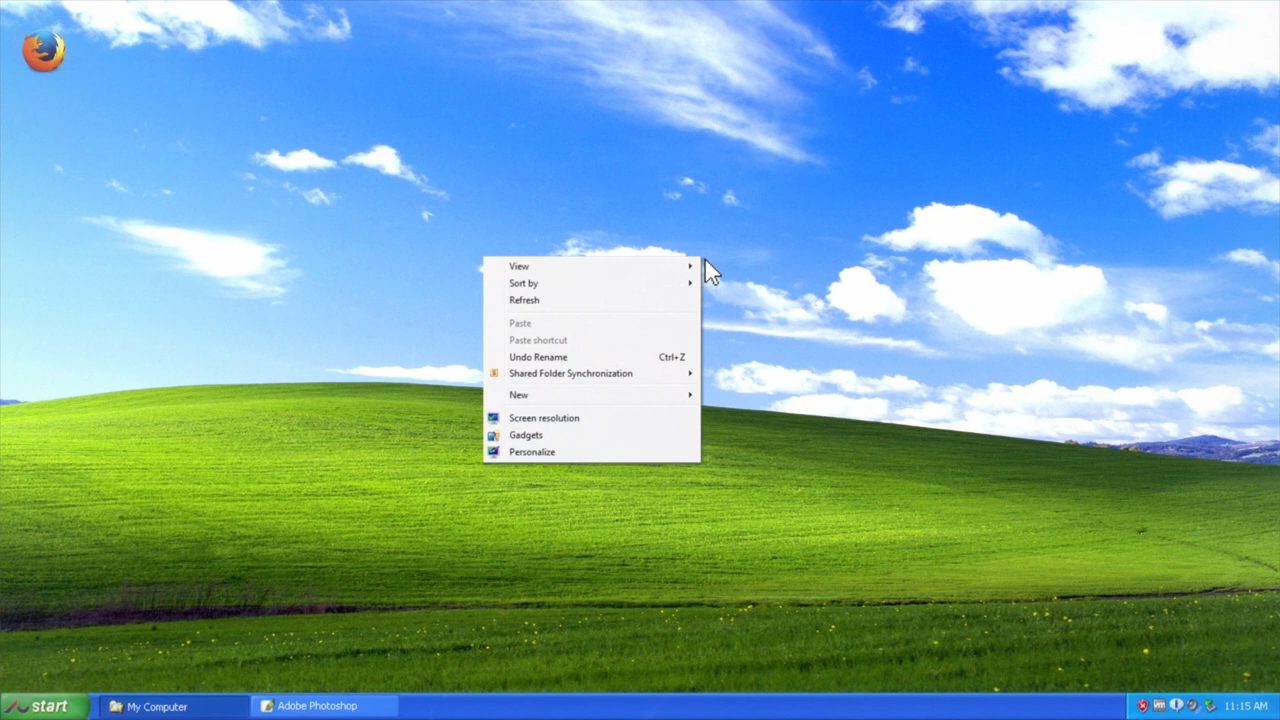 View
Sort by
Refresh
Paste
Paste shortcut
Undo Rename Ctrl+Z
Shared Folder Synchronization
New
Screen resolution
Gadgets
Personalize
start
My Computer
Adobe Photoshop
11:15 AM